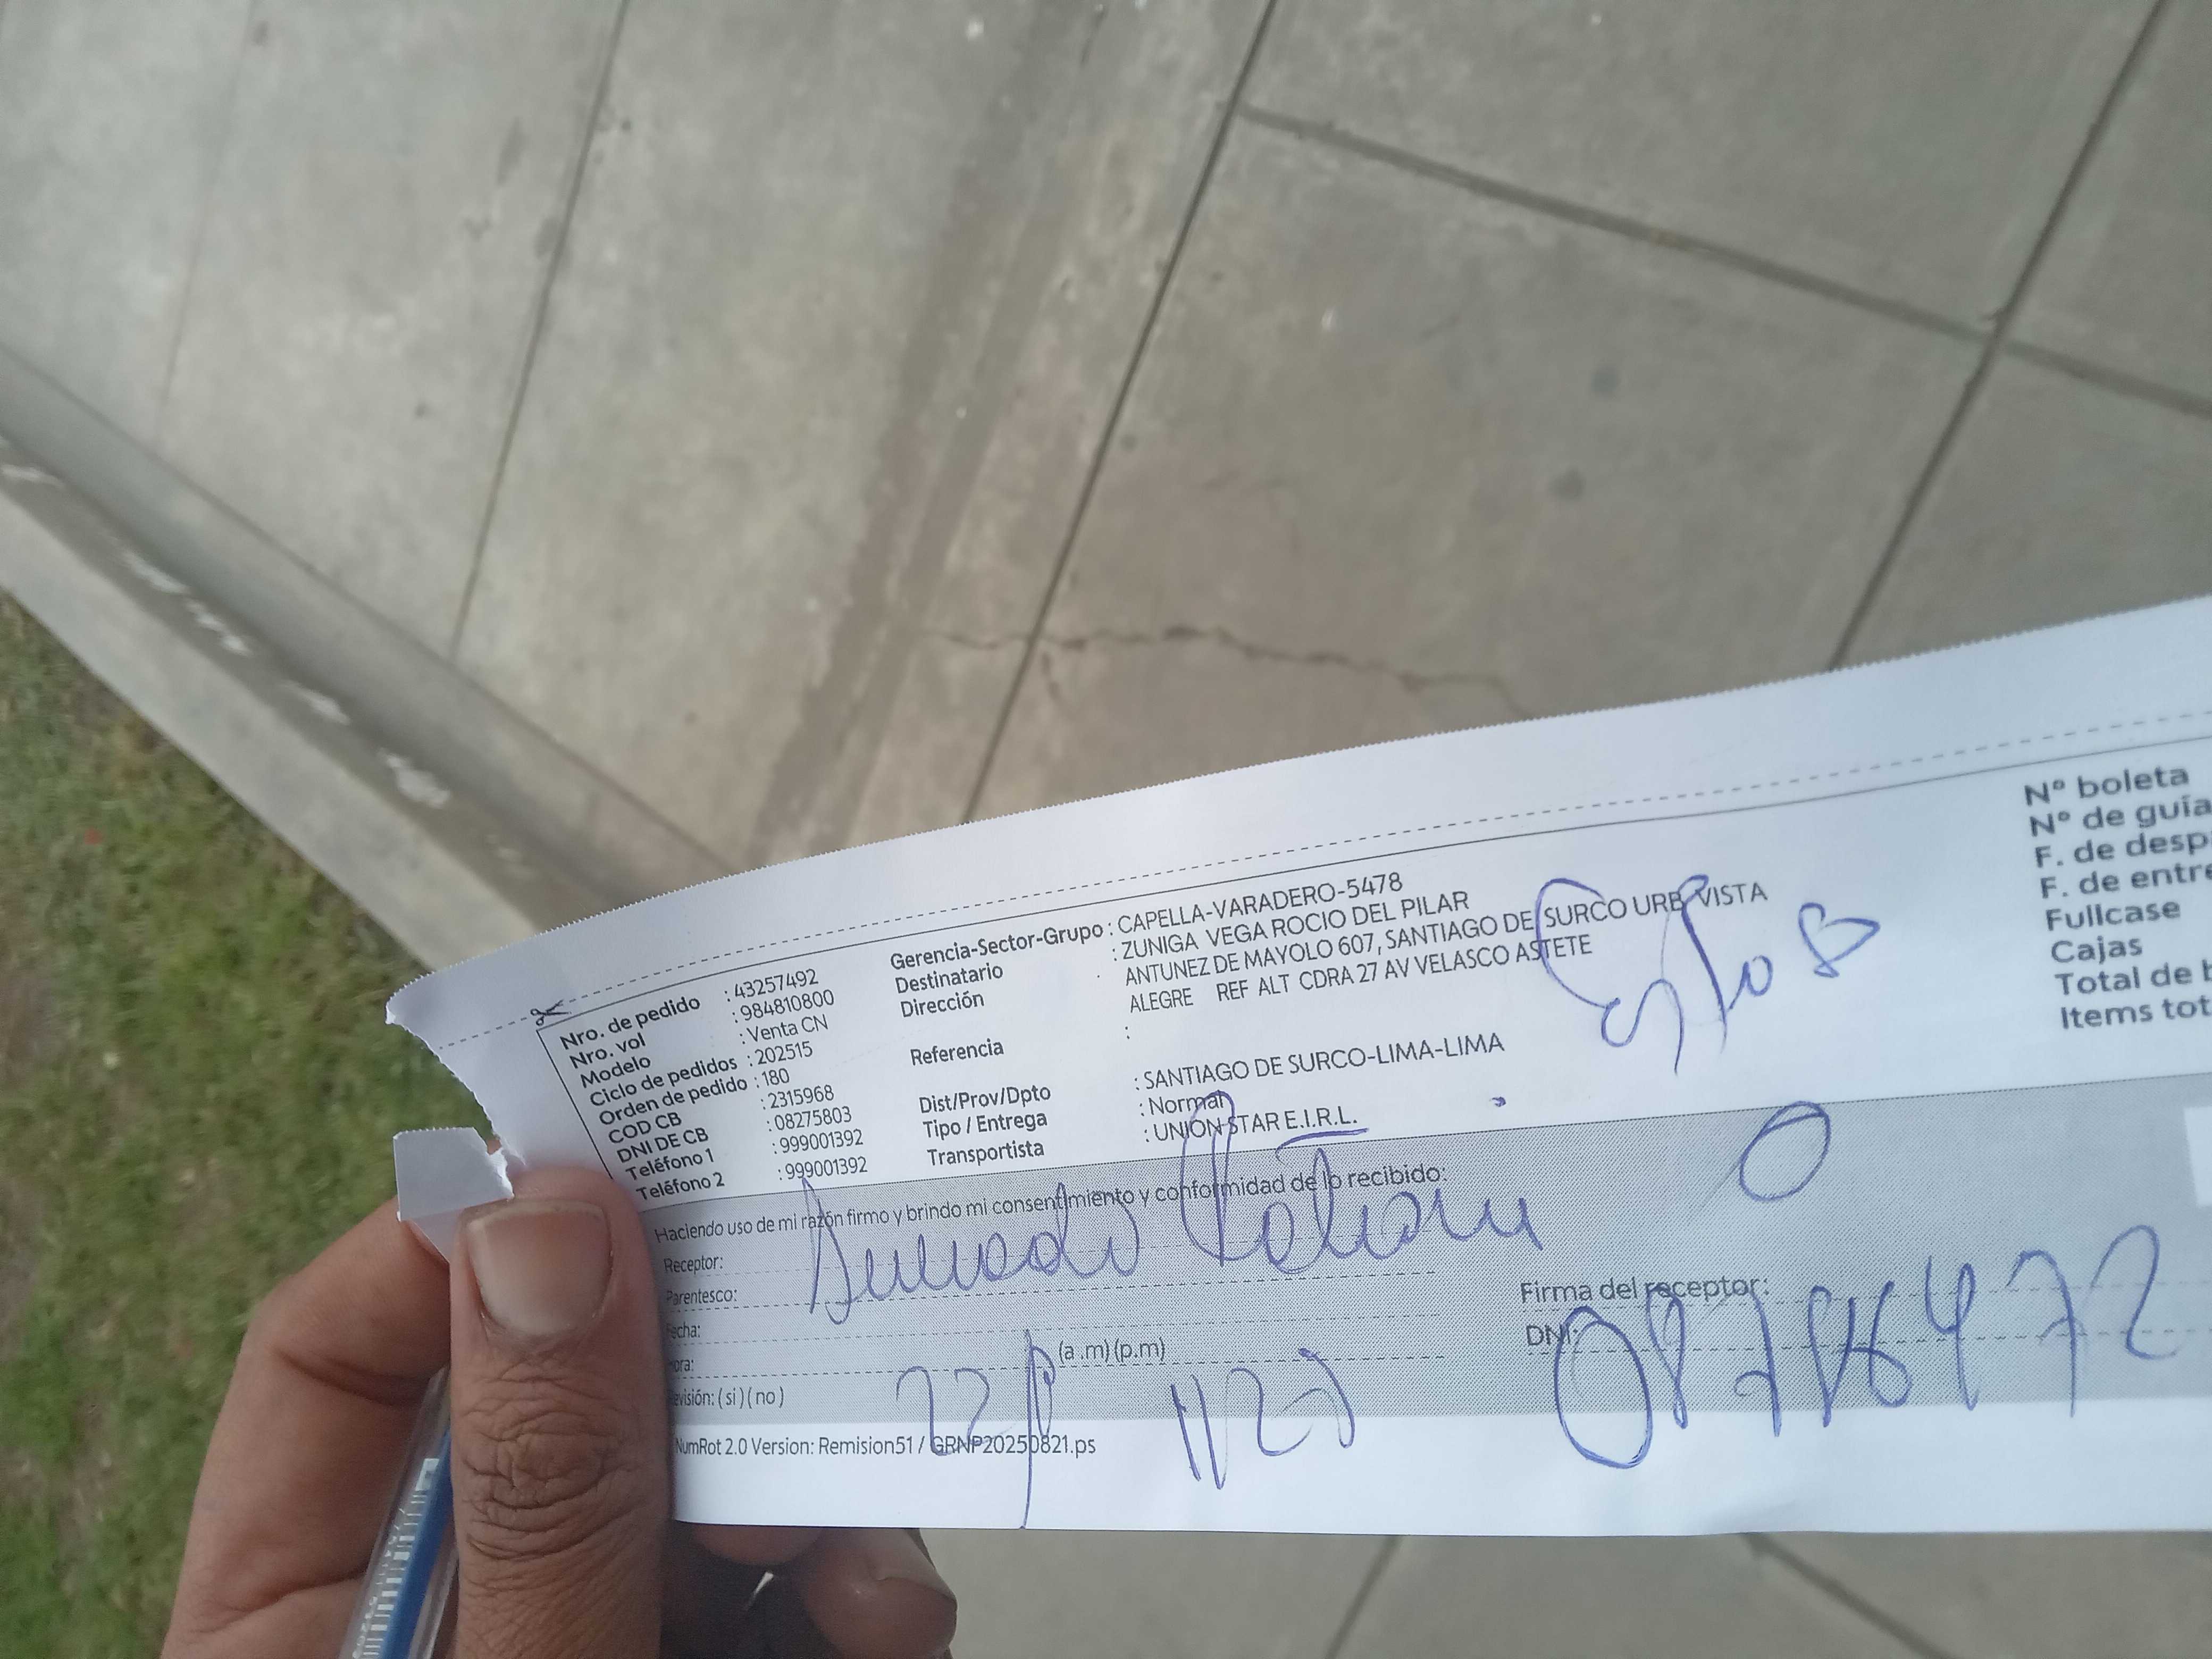 Nro. de pedido : 43257492
Nro. vol : 984810800
Modelo : Venta CN
Ciclo de pedidos : 202515
Orden de pedido : 180
COD CB : 2315968
DNI DE CB : 08275803
Teléfono 1 : 999001392
Teléfono 2 : 999001392
Gerencia-Sector-Grupo : CAPELLA-VARADERO-5478
Destinatario : ZUNIGA VEGA ROCIO DEL PILAR
Dirección : ANTUNEZ DE MAYOLO 607, SANTIAGO DE SURCO URB VISTA
ALEGRE REF ALT CDRA 27 AV VELASCO ASTETE
Referencia :
Dist/Prov/Dpto : SANTIAGO DE SURCO-LIMA-LIMA
Tipo / Entrega : Normal
Transportista : UNION STAR E.I.R.L.
Nº boleta
Nº de guía
F. de desp
F. de entre
Fullcase
Cajas
Total de b
Items tot
Haciendo uso de mi razón firmo y brindo mi consentimiento y conformidad de lo recibido:
Receptor:
Parentesco:
echa:
ora: (a .m) (p.m)
evisión: ( si ) ( no )
Firma del receptor:
DNI:
NumRot 2.0 Version: Remision51 / GRNP20250821.ps